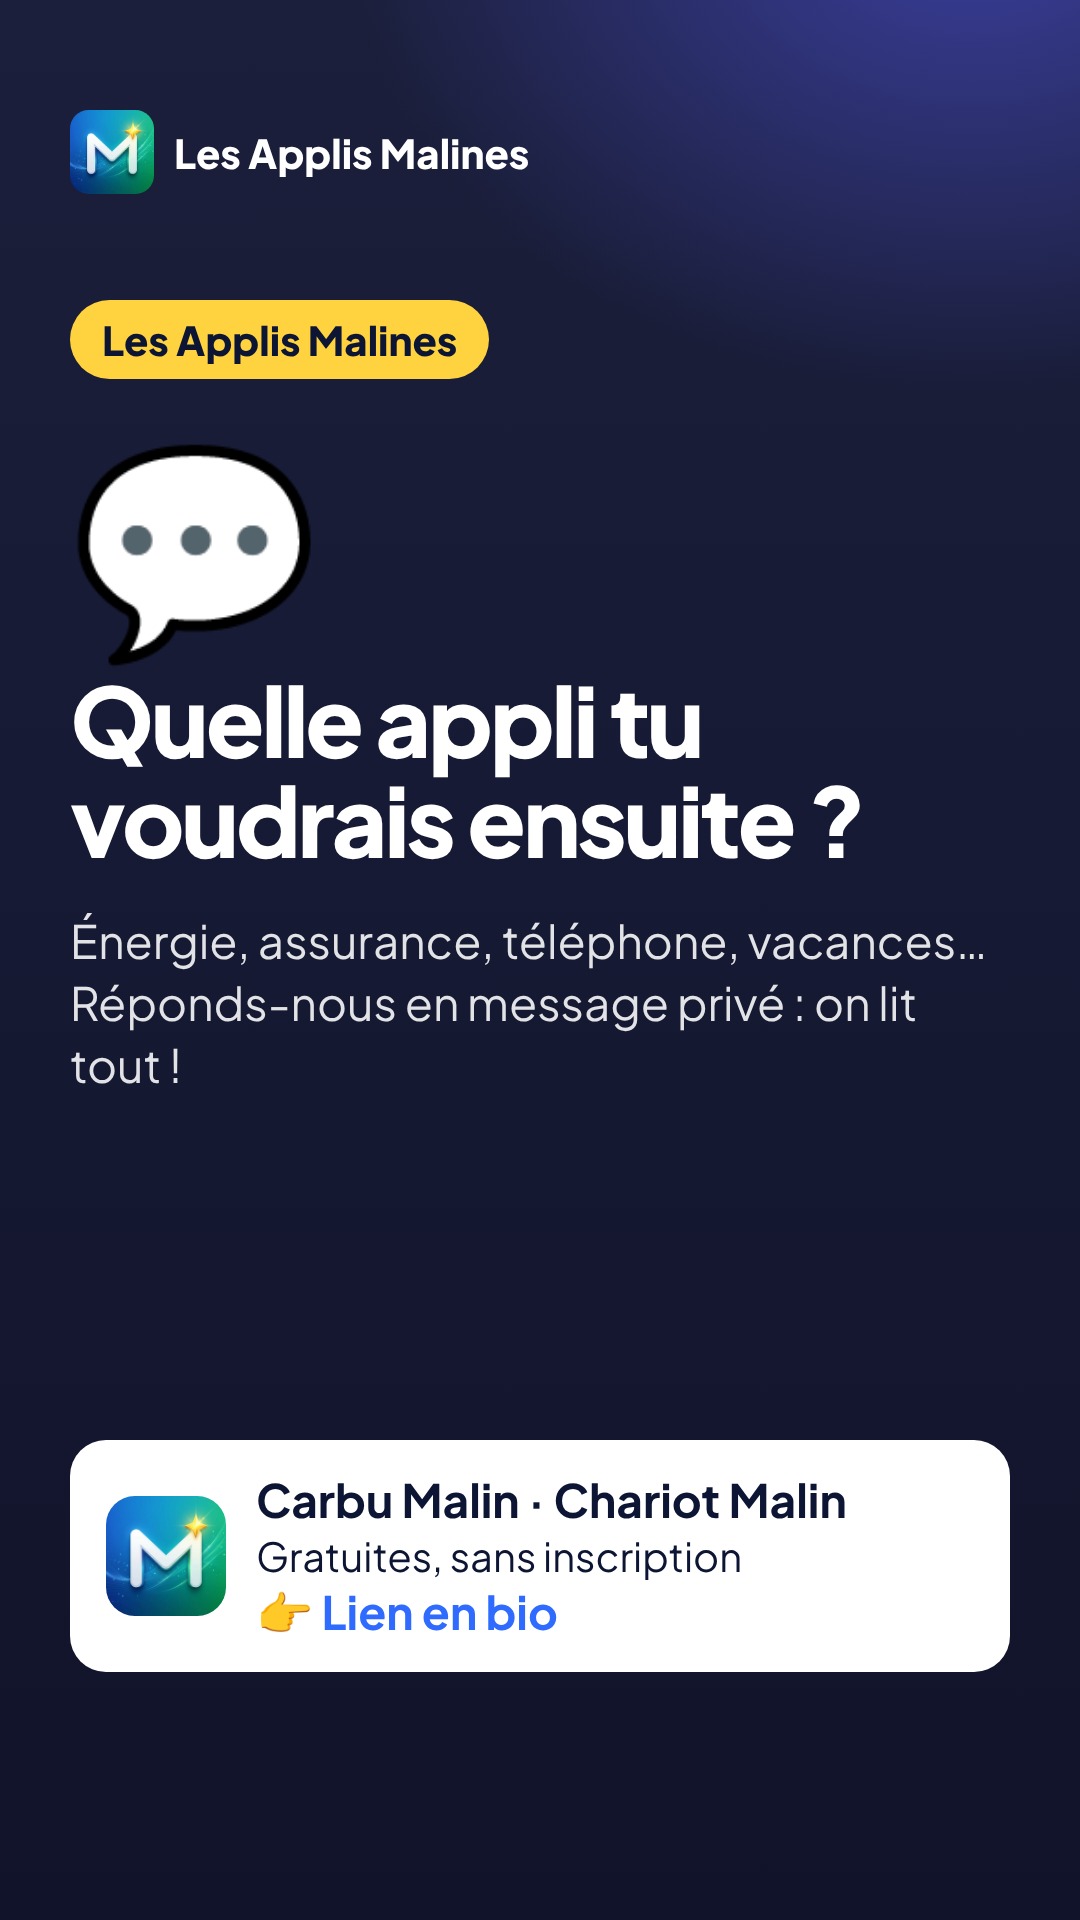 Les Applis Malines
Les Applis Malines
Quelle appli tu
voudrais ensuite ?
Énergie, assurance, téléphone, vacances…
Réponds-nous en message privé : on lit
tout !
Carbu Malin · Chariot Malin
Gratuites, sans inscription
👉 Lien en bio